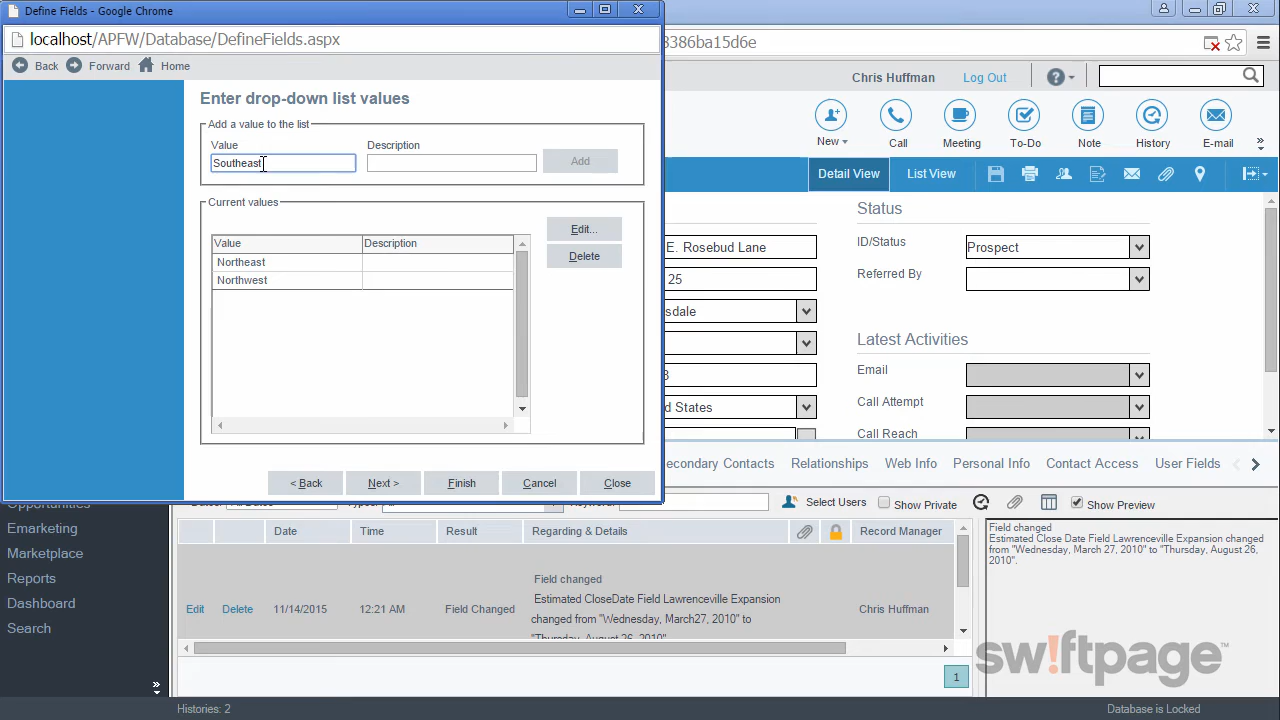 Define Fields - Google Chrome
localhost/APFW/Database/DefineFields.aspx
8386ba15d6e
Back Forward Home
Chris Huffman Log Out ?
Enter drop-down list values
Add a value to the list
Value Description
Southeast
Add
New Call Meeting To-Do Note History E-mail
Detail View List View
Current values
Edit...
Delete
Value Description
Northeast
Northwest
Status
E. Rosebud Lane
ID/Status Prospect
25
Referred By
sdale
Latest Activities
Email
d States
Call Attempt
Call Reach
< Back Next > Finish Cancel Close
econdary Contacts Relationships Web Info Personal Info Contact Access User Fields
Opportunities
Emarketing
Marketplace
Reports
Dashboard
Search
Select Users Show Private Show Preview
Date Time Result Regarding & Details Record Manager
Field changed
Edit Delete 11/14/2015 12:21 AM Field Changed Estimated CloseDate Field Lawrenceville Expansion Chris Huffman
changed from "Wednesday, March27, 2010" to
"Thursday, August 26, 2010"
Field changed
Estimated Close Date Field Lawrenceville Expansion changed
from "Wednesday, March 27, 2010" to "Thursday, August 26,
2010".
1
sw!ftpage
Histories: 2
Database is Locked